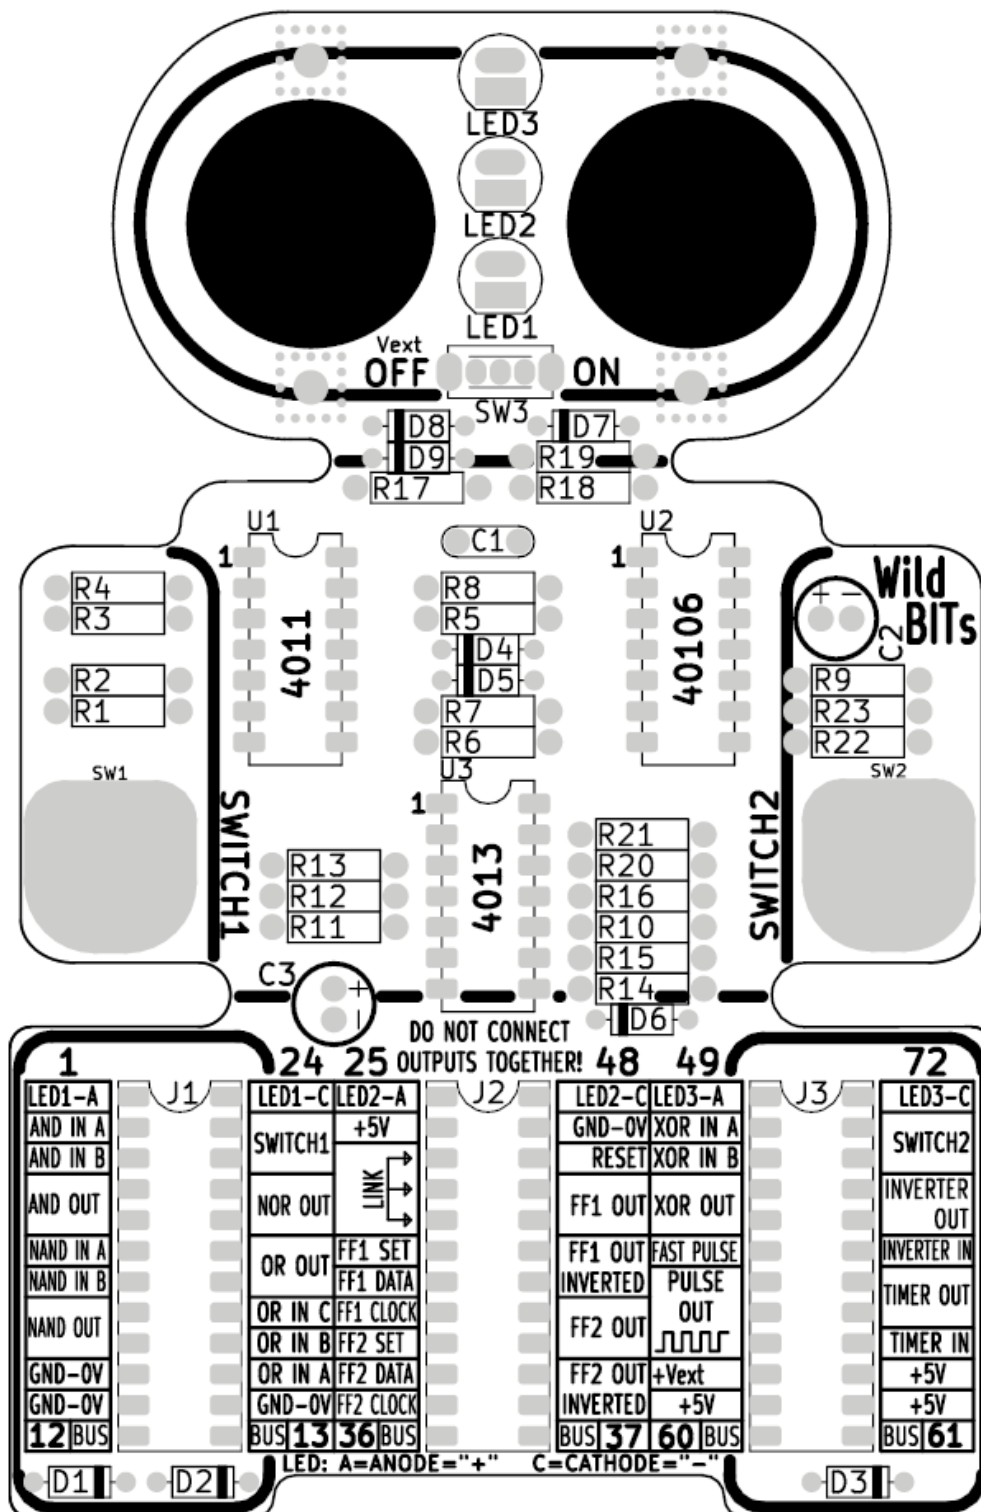 LED3
LED2
LED1
Vext
OFF
ON
SW3
D8
D7
D9
R19
R17
R18
U1
U2
1
C1
1
Wild
BITs
+ -
C2
R4
R3
R2
R1
4011
R8
R5
D4
D5
R7
R6
40106
R9
R23
R22
SW1
U3
SW2
SWITCH1
1
4013
SWITCH2
R13
R12
R11
R21
R20
R16
R10
R15
R14
D6
C3
+
-
DO NOT CONNECT
OUTPUTS TOGETHER!
1
24
25
48
49
72
J1
J2
J3
LED1-A
AND IN A
AND IN B
AND OUT
NAND IN A
NAND IN B
NAND OUT
GND-0V
GND-0V
12 BUS
LED1-C
SWITCH1
NOR OUT
OR OUT
OR IN C
OR IN B
OR IN A
GND-0V
BUS 13
LED2-A
+5V
LINK
FF1 SET
FF1 DATA
FF1 CLOCK
FF2 SET
FF2 DATA
FF2 CLOCK
36 BUS
LED2-C
GND-0V
RESET
FF1 OUT
FF1 OUT
INVERTED
FF2 OUT
FF2 OUT
INVERTED
BUS 37
LED3-A
XOR IN A
XOR IN B
XOR OUT
FAST PULSE
PULSE
OUT
+Vext
+5V
60 BUS
LED3-C
SWITCH2
INVERTER
OUT
INVERTER IN
TIMER OUT
TIMER IN
+5V
+5V
BUS 61
LED: A=ANODE="+" C=CATHODE="-"
D1
D2
D3